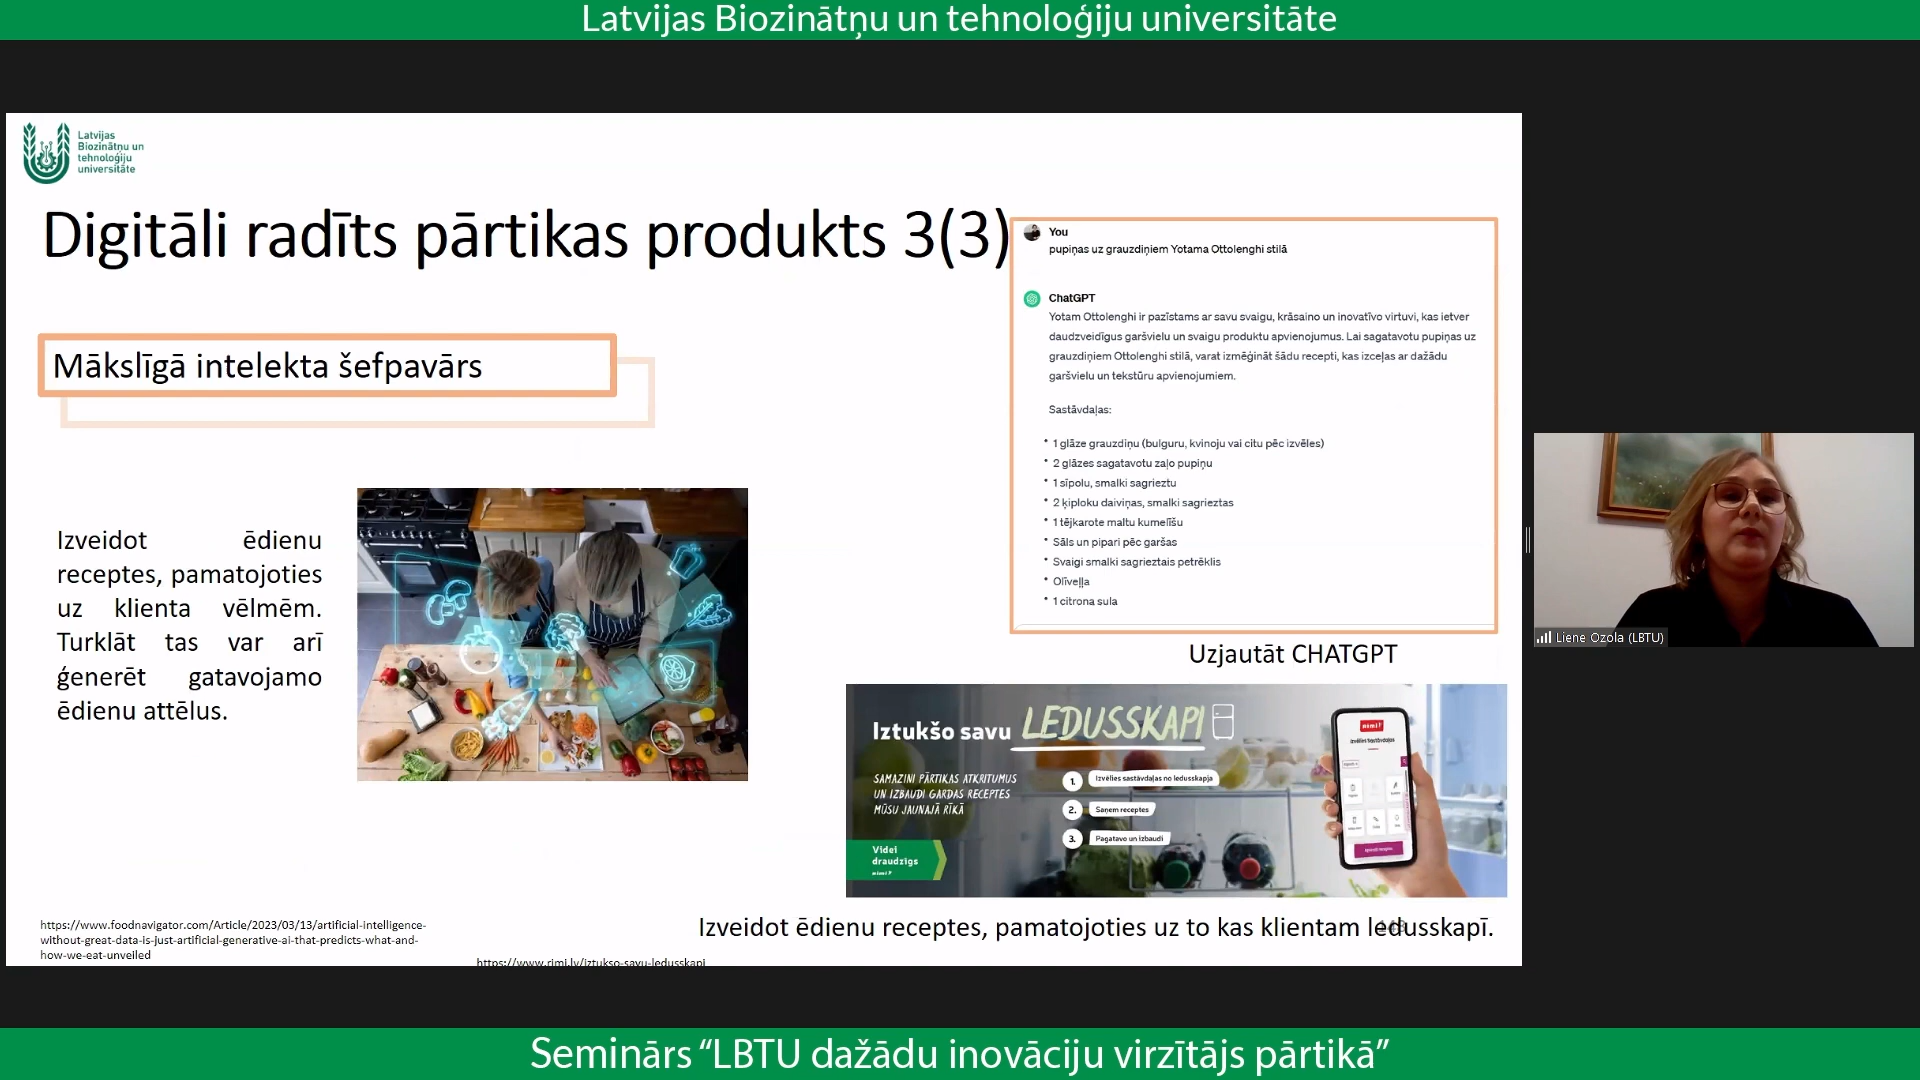 Latvijas Biozinātņu un tehnoloģiju universitāte
Latvijas
Biozinātņu un
tehnoloģiju
universitāte
Digitāli radīts pārtikas produkts 3(3)
Mākslīgā intelekta šefpavārs
Izveidot ēdienu
receptes, pamatojoties
uz klienta vēlmēm.
Turklāt tas var arī
ģenerēt gatavojamo
ēdienu attēlus.
You
pupiņas uz grauzdiņiem Yotama Ottolenghi stilā
ChatGPT
Yotam Ottolenghi ir pazīstams ar savu svaigu, krāsaino un inovatīvo virtuvi, kas ietver
daudzveidīgus garšvielu un svaigu produktu apvienojumus. Lai sagatavotu pupiņas uz
grauzdiņiem Ottolenghi stilā, varat izmēģināt šādu recepti, kas izceļas ar dažādu
garšvielu un tekstūru apvienojumiem.
Sastāvdaļas:
• 1 glāze grauzdiņu (bulguru, kvinoju vai citu pēc izvēles)
• 2 glāzes sagatavotu zaļo pupiņu
• 1 sīpolu, smalki sagrieztu
• 2 ķiploku daiviņas, smalki sagrieztas
• 1 tējkarote maltu kumelīšu
• Sāls un pipari pēc garšas
• Svaigi smalki sagrieztais petrēklis
• Olīveļļa
• 1 citrona sula
Uzjautāt CHATGPT
Iztukšo savu LEDUSSKAPI
SAMAZINI PĀRTIKAS ATKRITUMUS
UN IZBAUDI GARDAS RECEPTES
MŪSU JAUNAJĀ RĪKĀ
1. Izvēlies sastāvdaļas no ledusskapja
2. Saņem receptes
3. Pagatavo un izbaudi
Videi
draudzīgs
rimi
rimi
Izvēlies sastāvdaļas
Izveidot ēdienu receptes, pamatojoties uz to kas klientam ledusskapī.
https://www.foodnavigator.com/Article/2023/03/13/artificial-intelligence-
without-great-data-is-just-artificial-generative-ai-that-predicts-what-and-
how-we-eat-unveiled
https://www.rimi.lv/iztukso-savu-ledusskapi
Liene Ozola (LBTU)
Seminārs “LBTU dažādu inovāciju virzītājs pārtikā”